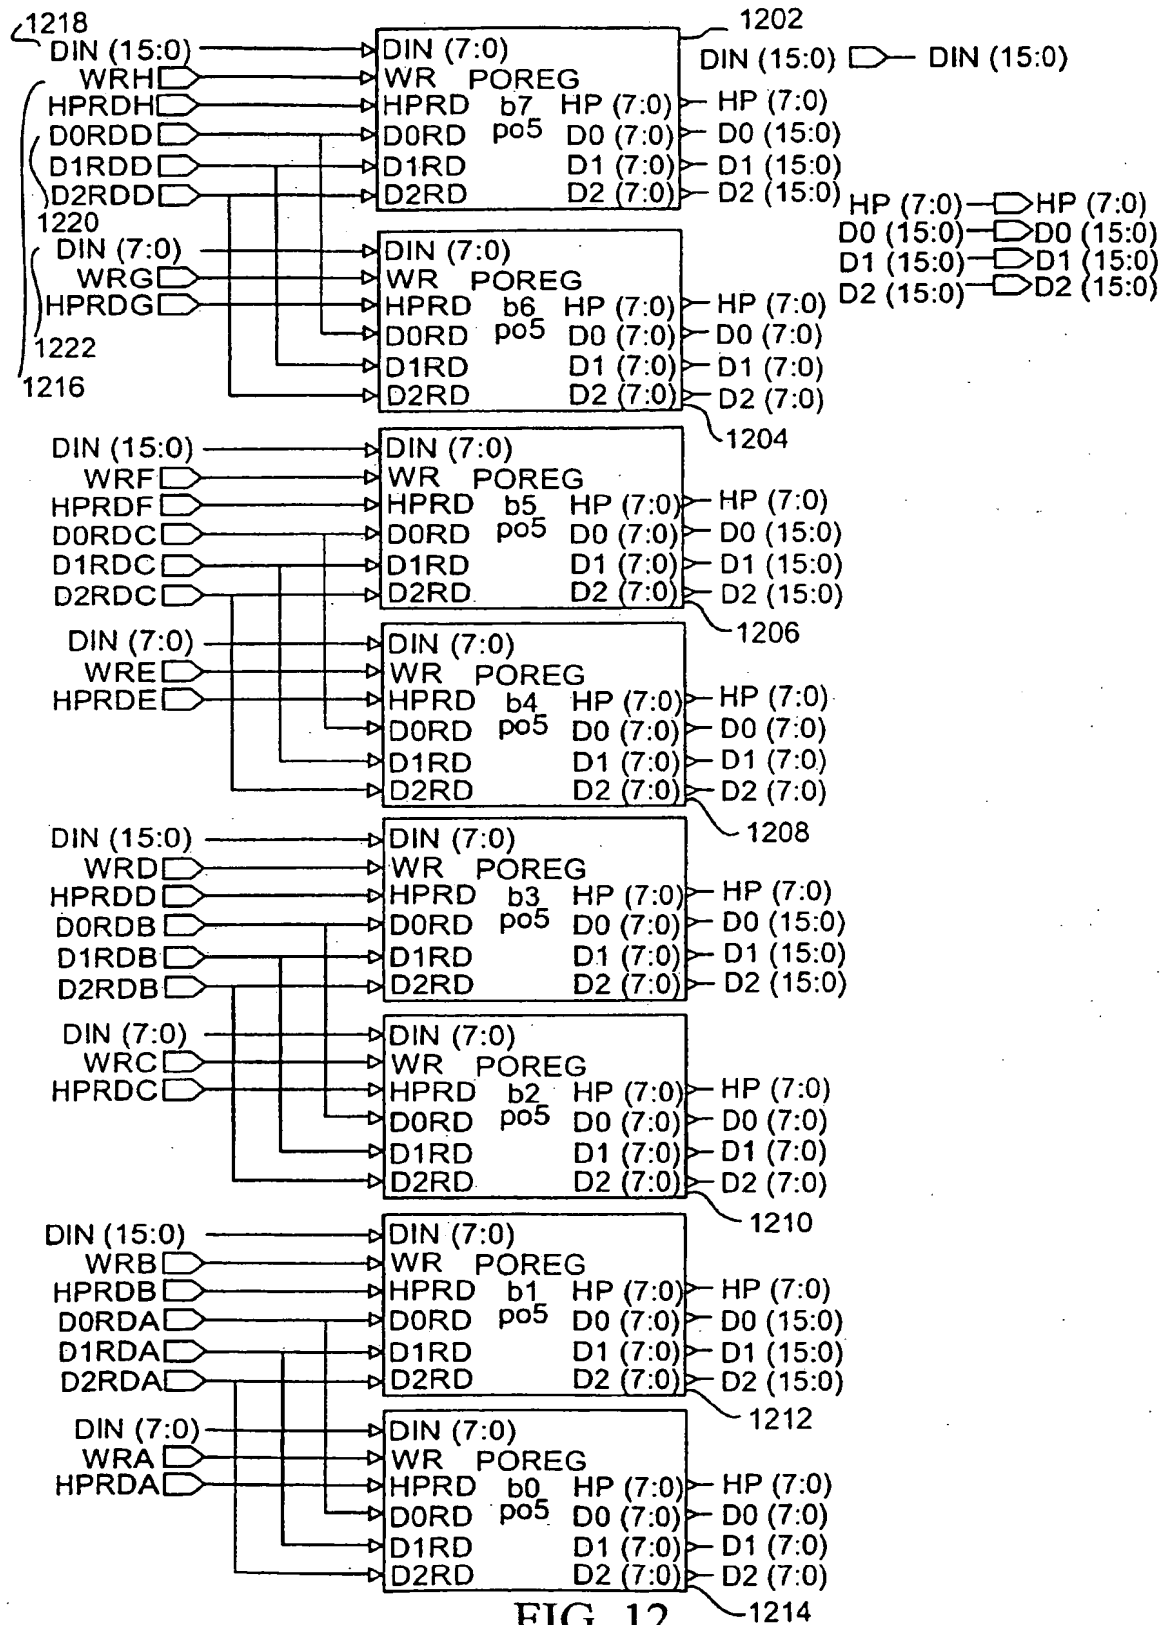 1218
1202
DIN (15:0) DIN (7:0) DIN (15:0) DIN (15:0)
WRH WR POREG
HPRDH HPRD b7 HP (7:0) HP (7:0)
D0RDD D0RD po5 D0 (7:0) D0 (15:0)
D1RDD D1RD D1 (7:0) D1 (15:0)
D2RDD D2RD D2 (7:0) D2 (15:0)
HP (7:0) HP (7:0)
D0 (15:0) D0 (15:0)
D1 (15:0) D1 (15:0)
D2 (15:0) D2 (15:0)
1220
DIN (7:0) DIN (7:0)
WRG WR POREG
HPRDG HPRD b6 HP (7:0) HP (7:0)
D0RD po5 D0 (7:0) D0 (7:0)
1222
D1RD D1 (7:0) D1 (7:0)
1216
D2RD D2 (7:0) D2 (7:0)
1204
DIN (15:0) DIN (7:0)
WRF WR POREG
HPRDF HPRD b5 HP (7:0) HP (7:0)
D0RDC D0RD po5 D0 (7:0) D0 (15:0)
D1RDC D1RD D1 (7:0) D1 (15:0)
D2RDC D2RD D2 (7:0) D2 (15:0)
1206
DIN (7:0) DIN (7:0)
WRE WR POREG
HPRDE HPRD b4 HP (7:0) HP (7:0)
D0RD po5 D0 (7:0) D0 (7:0)
D1RD D1 (7:0) D1 (7:0)
D2RD D2 (7:0) D2 (7:0)
1208
DIN (15:0) DIN (7:0)
WRD WR POREG
HPRDD HPRD b3 HP (7:0) HP (7:0)
D0RDB D0RD po5 D0 (7:0) D0 (15:0)
D1RDB D1RD D1 (7:0) D1 (15:0)
D2RDB D2RD D2 (7:0) D2 (15:0)
DIN (7:0) DIN (7:0)
WRC WR POREG
HPRDC HPRD b2 HP (7:0) HP (7:0)
D0RD po5 D0 (7:0) D0 (7:0)
D1RD D1 (7:0) D1 (7:0)
D2RD D2 (7:0) D2 (7:0)
1210
DIN (15:0) DIN (7:0)
WRB WR POREG
HPRDB HPRD b1 HP (7:0) HP (7:0)
D0RDA D0RD po5 D0 (7:0) D0 (15:0)
D1RDA D1RD D1 (7:0) D1 (15:0)
D2RDA D2RD D2 (7:0) D2 (15:0)
1212
DIN (7:0) DIN (7:0)
WRA WR POREG
HPRDA HPRD b0 HP (7:0) HP (7:0)
D0RD po5 D0 (7:0) D0 (7:0)
D1RD D1 (7:0) D1 (7:0)
D2RD D2 (7:0) D2 (7:0)
1214
FIG. 12